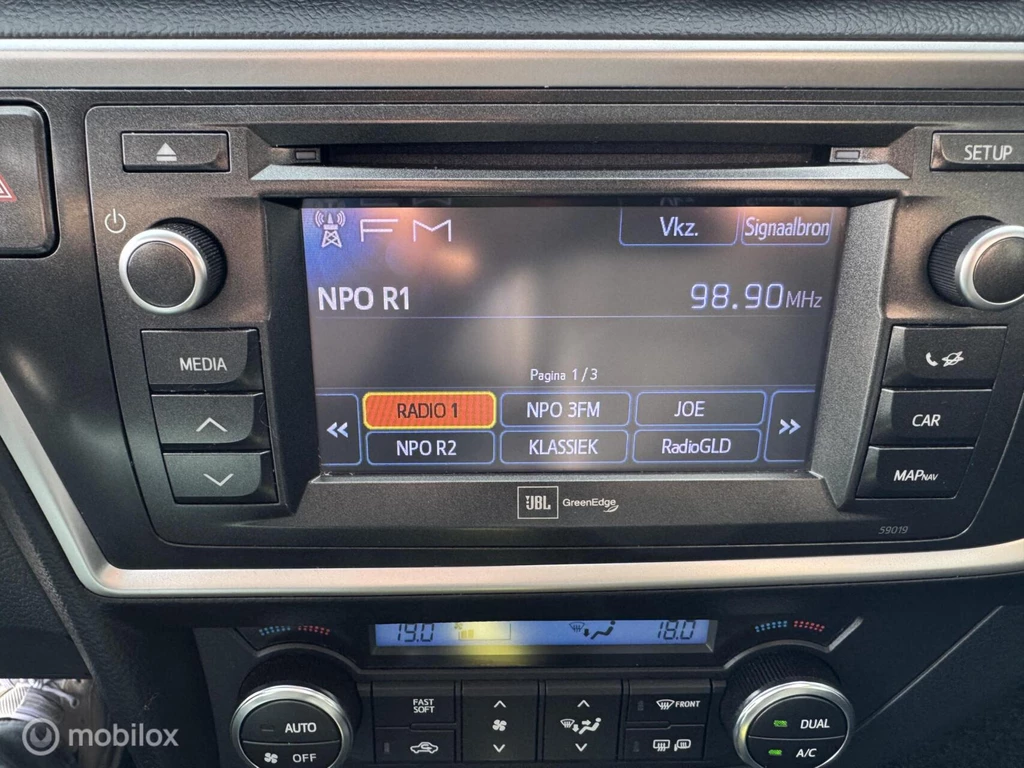 SETUP
FM
Vkz.
Signaalbron
NPO R1
98.90MHz
MEDIA
Pagina 1/3
RADIO 1
NPO 3FM
JOE
NPO R2
KLASSIEK
RadioGLD
CAR
MAPNAV
JBL GreenEdge
59019
19.0
18.0
FAST
SOFT
FRONT
AUTO
OFF
DUAL
A/C
mobilox